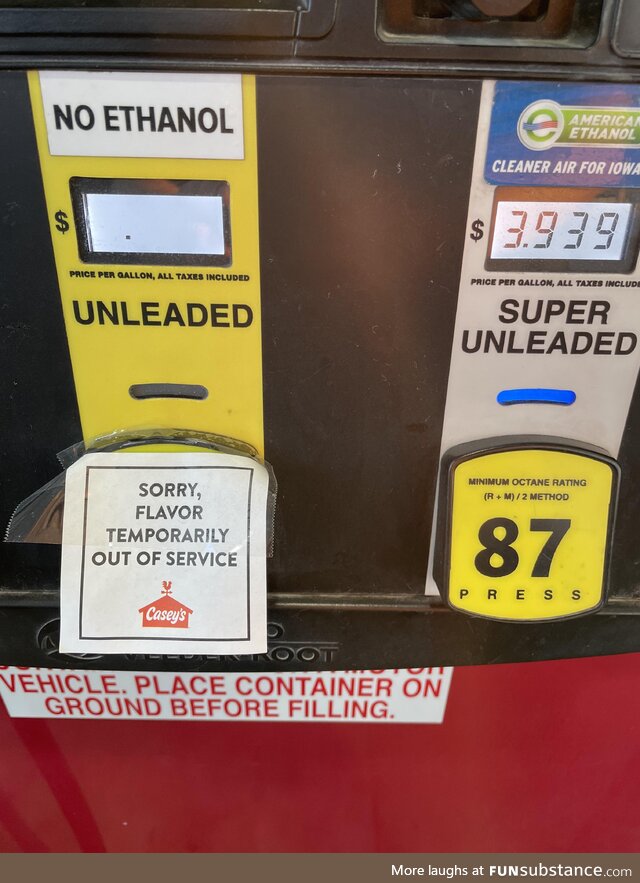 NO ETHANOL
$ .
PRICE PER GALLON, ALL TAXES INCLUDED
UNLEADED
SORRY,
FLAVOR
TEMPORARILY
OUT OF SERVICE
Casey's
AMERICAN
ETHANOL
CLEANER AIR FOR IOWA
$ 3.939
PRICE PER GALLON, ALL TAXES INCLUDE
SUPER
UNLEADED
MINIMUM OCTANE RATING
(R + M) / 2 METHOD
87
PRESS
ROOT
VEHICLE. PLACE CONTAINER ON
GROUND BEFORE FILLING.
More laughs at FUNsubstance.com